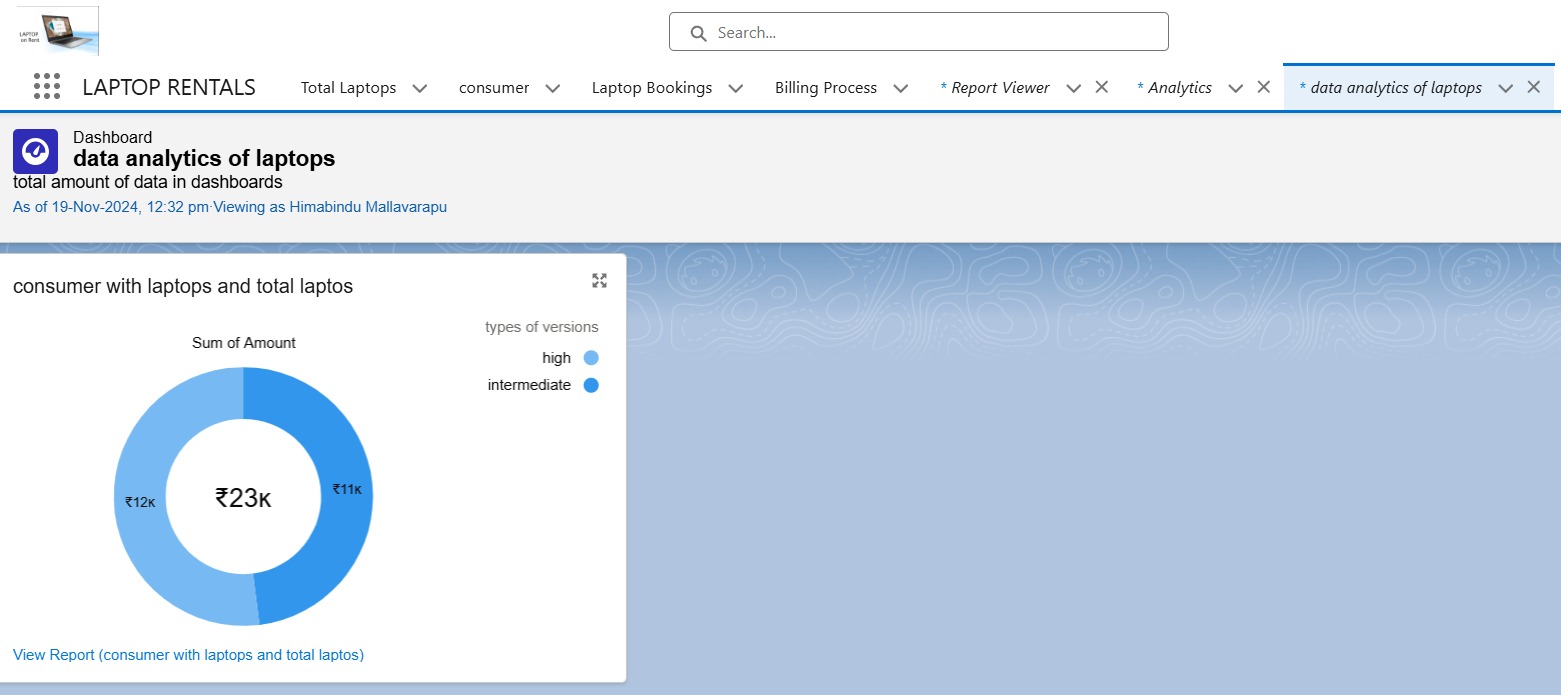 LAPTOP
on Rent
Search...
LAPTOP RENTALS
Total Laptops
consumer
Laptop Bookings
Billing Process
* Report Viewer
* Analytics
* data analytics of laptops
Dashboard
data analytics of laptops
total amount of data in dashboards
As of 19-Nov-2024, 12:32 pm·Viewing as Himabindu Mallavarapu
consumer with laptops and total laptos
types of versions
high
intermediate
Sum of Amount
₹12K
₹23K
₹11K
View Report (consumer with laptops and total laptos)